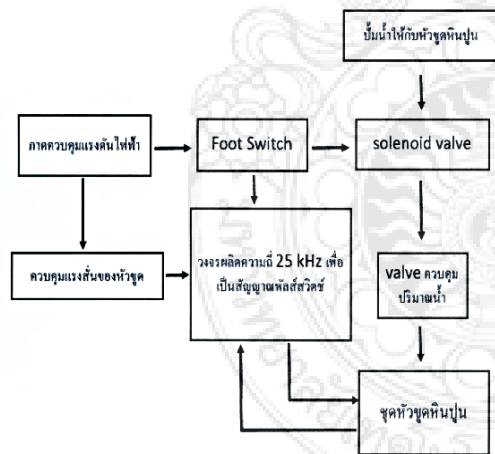 ปั๊มน้ำให้กับหัวขูดหินปูน
ภาคควบคุมแรงดันไฟฟ้า
Foot Switch
solenoid valve
ควบคุมแรงสั่นของหัวขูด
วงจรผลิตความถี่ 25 kHz เพื่อ
เป็นสัญญาณพัลส์สวิตช์
valve ควบคุม
ปริมาณน้ำ
ชุดหัวขูดหินปูน